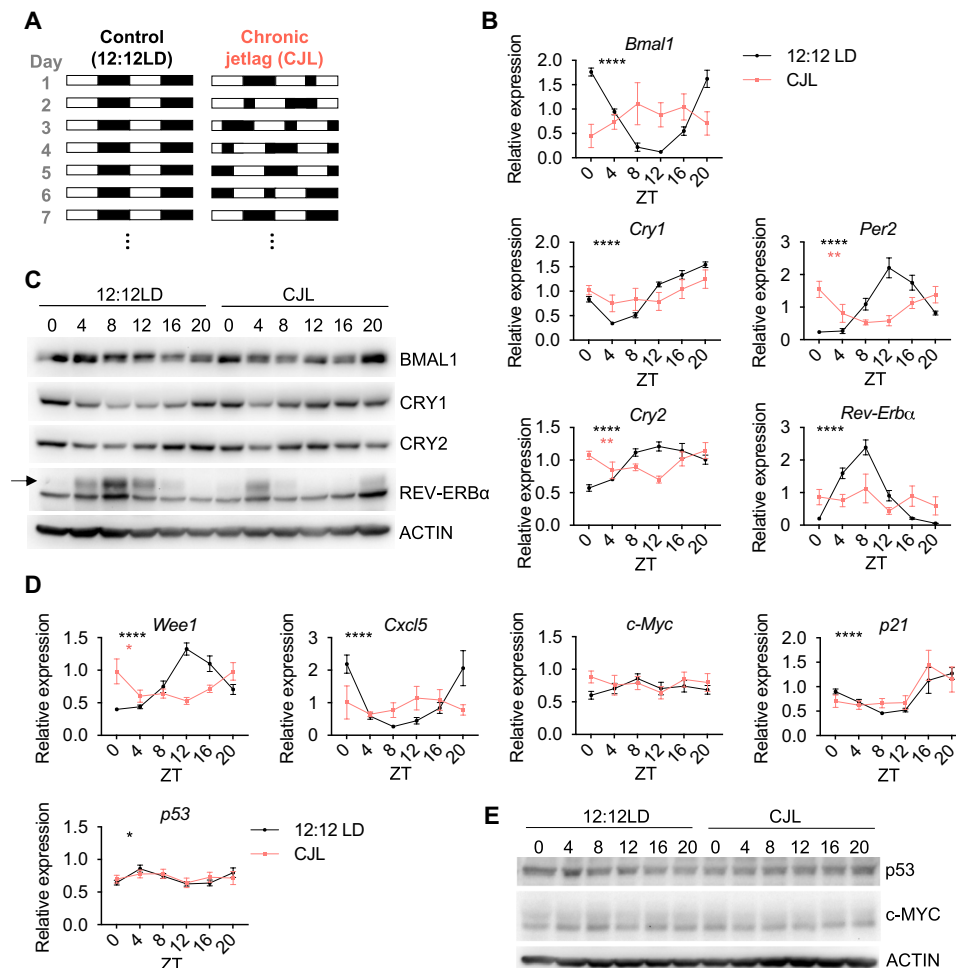 A
Control
(12:12LD)
Chronic
jetlag (CJL)
Day
1
2
3
4
5
6
7
⋮ ⋮
B
Bmal1
****
Relative expression
2.0
1.5
1.0
0.5
0.0
0 4 8 12 16 20
ZT
12:12 LD
CJL
Cry1
****
Relative expression
2.0
1.5
1.0
0.5
0.0
0 4 8 12 16 20
ZT
Per2
****
**
Relative expression
3
2
1
0
0 4 8 12 16 20
ZT
Cry2
****
**
Relative expression
1.5
1.0
0.5
0
0 4 8 12 16 20
ZT
Rev-Erbα
****
Relative expression
3
2
1
0
0 4 8 12 16 20
ZT
C
12:12LD CJL
0 4 8 12 16 20 0 4 8 12 16 20
BMAL1
CRY1
CRY2
REV-ERBα
ACTIN
D
Wee1
****
*
Relative expression
1.5
1.0
0.5
0
0 4 8 12 16 20
ZT
Cxcl5
****
Relative expression
3
2
1
0
0 4 8 12 16 20
ZT
c-Myc
Relative expression
1.5
1.0
0.5
0
0 4 8 12 16 20
ZT
p21
****
Relative expression
2.0
1.5
1.0
0.5
0
0 4 8 12 16 20
ZT
p53
*
Relative expression
1.5
1.0
0.5
0
0 4 8 12 16 20
ZT
12:12 LD
CJL
E
12:12LD CJL
0 4 8 12 16 20 0 4 8 12 16 20
p53
c-MYC
ACTIN